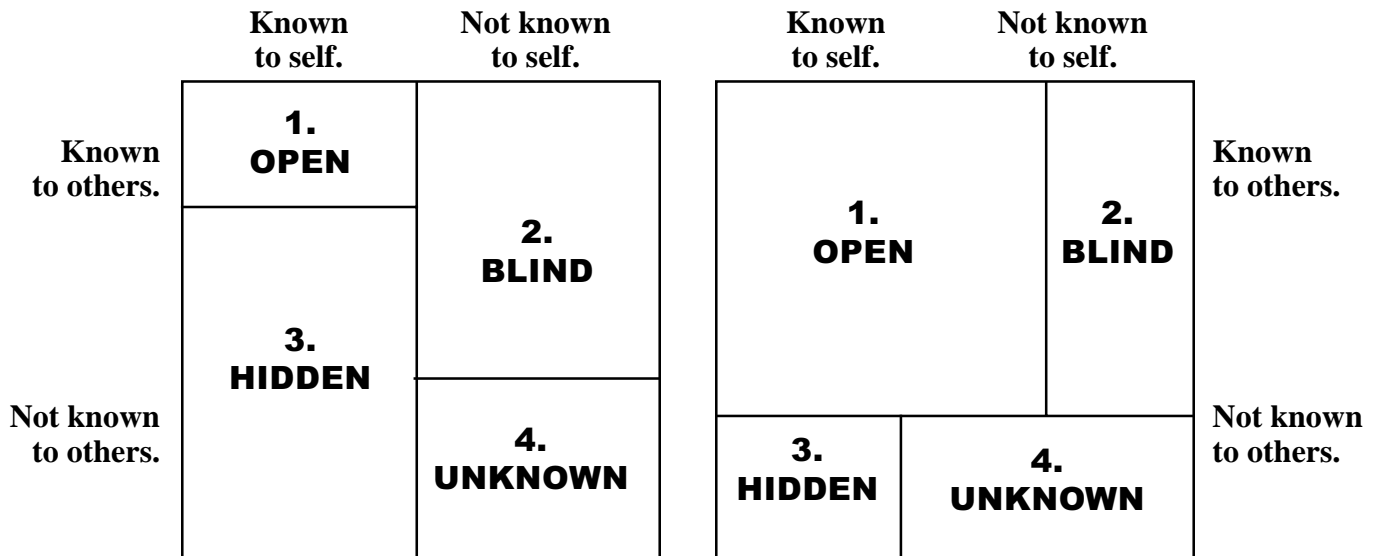 Known
to self.
Not known
to self.
Known
to others.
Not known
to others.
1.
OPEN
2.
BLIND
3.
HIDDEN
4.
UNKNOWN
Known
to self.
Not known
to self.
1.
OPEN
2.
BLIND
3.
HIDDEN
4.
UNKNOWN
Known
to others.
Not known
to others.